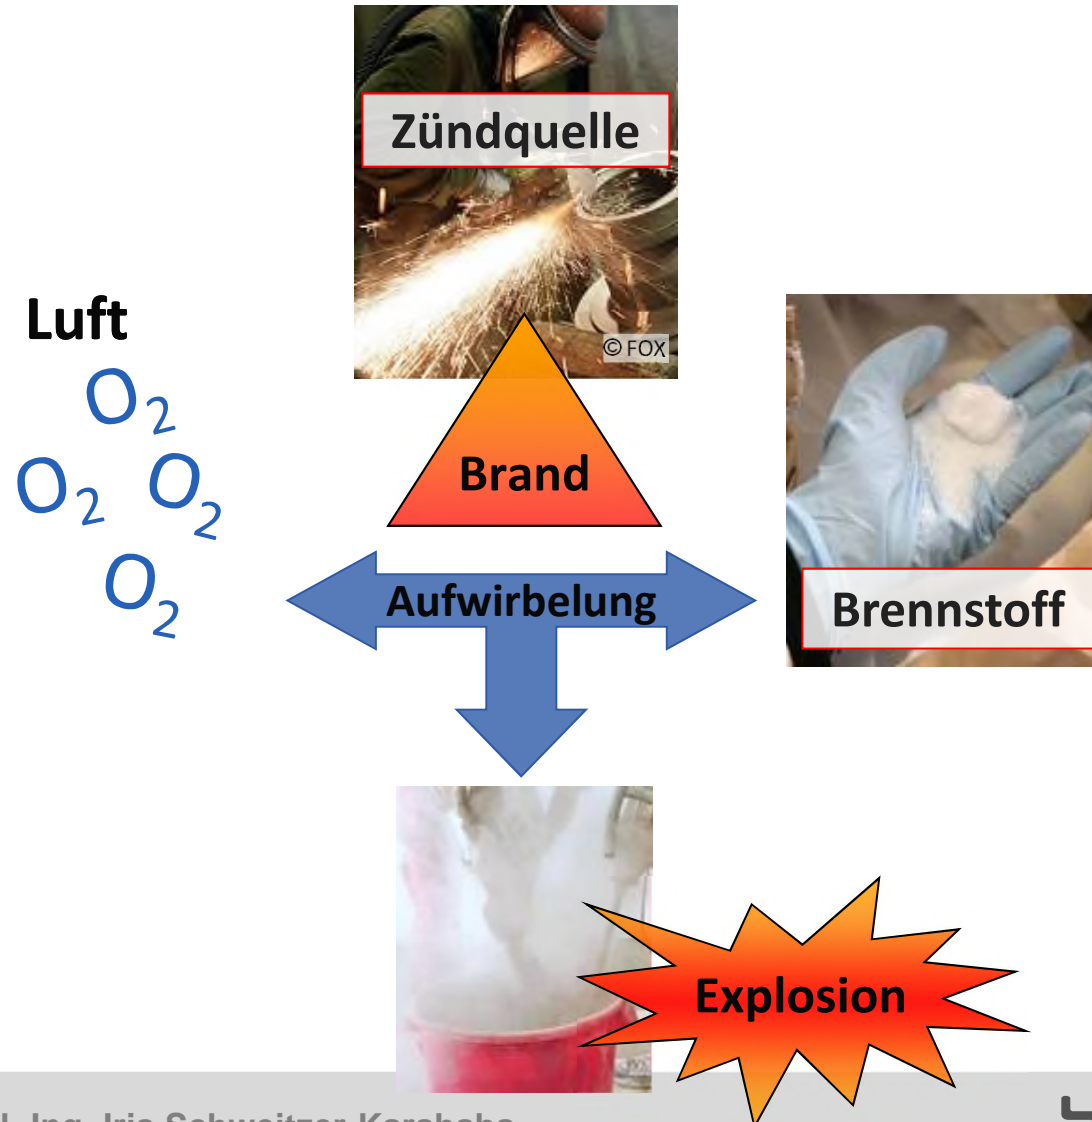 Zündquelle
© FOX
Luft
O2
O2 O2
O2
Brand
Aufwirbelung
Brennstoff
Explosion